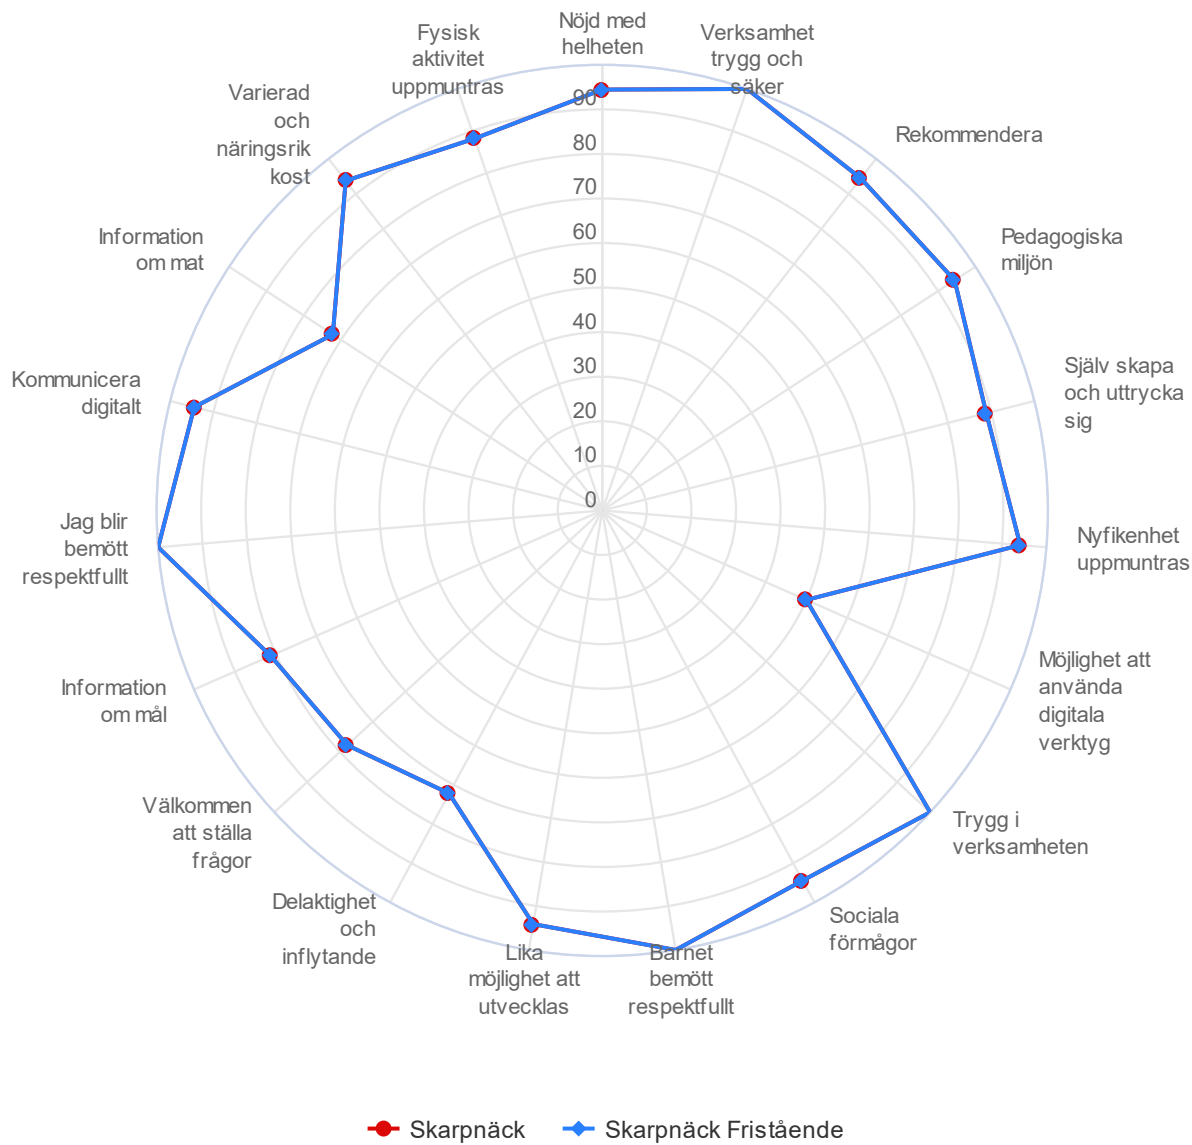 Nöjd med
helheten
Verksamhet
trygg och
säker
Rekommendera
Pedagogiska
miljön
Själv skapa
och uttrycka
sig
Nyfikenhet
uppmuntras
Möjlighet att
använda
digitala
verktyg
Trygg i
verksamheten
Sociala
förmågor
Barnet
bemött
respektfullt
Lika
möjlighet att
utvecklas
Delaktighet
och
inflytande
Välkommen
att ställa
frågor
Information
om mål
Jag blir
bemött
respektfullt
Kommunicera
digitalt
Information
om mat
Varierad
och
näringsrik
kost
Fysisk
aktivitet
uppmuntras
90
80
70
60
50
40
30
20
10
0
Skarpnäck
Skarpnäck Fristående